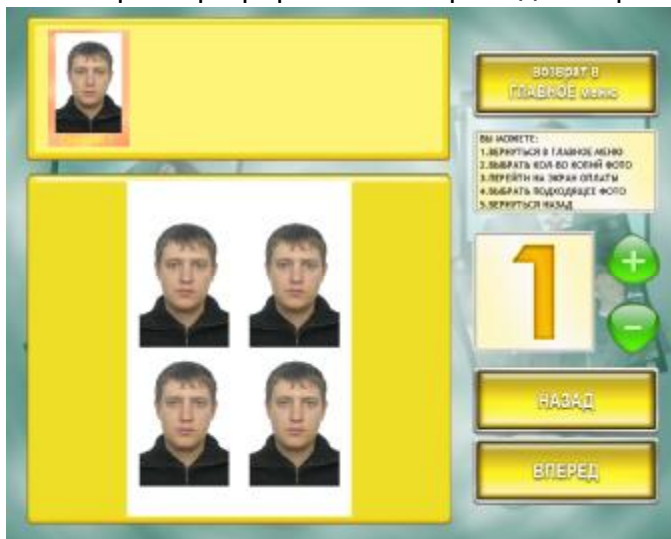 возврат в
ГЛАВНОЕ меню
ВЫ МОЖЕТЕ:
1.ВЕРНУТЬСЯ В ГЛАВНОЕ МЕНЮ
2.ВЫБРАТЬ КОЛ-ВО КОПИЙ ФОТО
3.ПЕРЕЙТИ НА ЭКРАН ОПЛАТЫ
4.ВЫБРАТЬ ПОДХОДЯЩЕЕ ФОТО
5.ВЕРНУТЬСЯ НАЗАД
1
НАЗАД
ВПЕРЕД